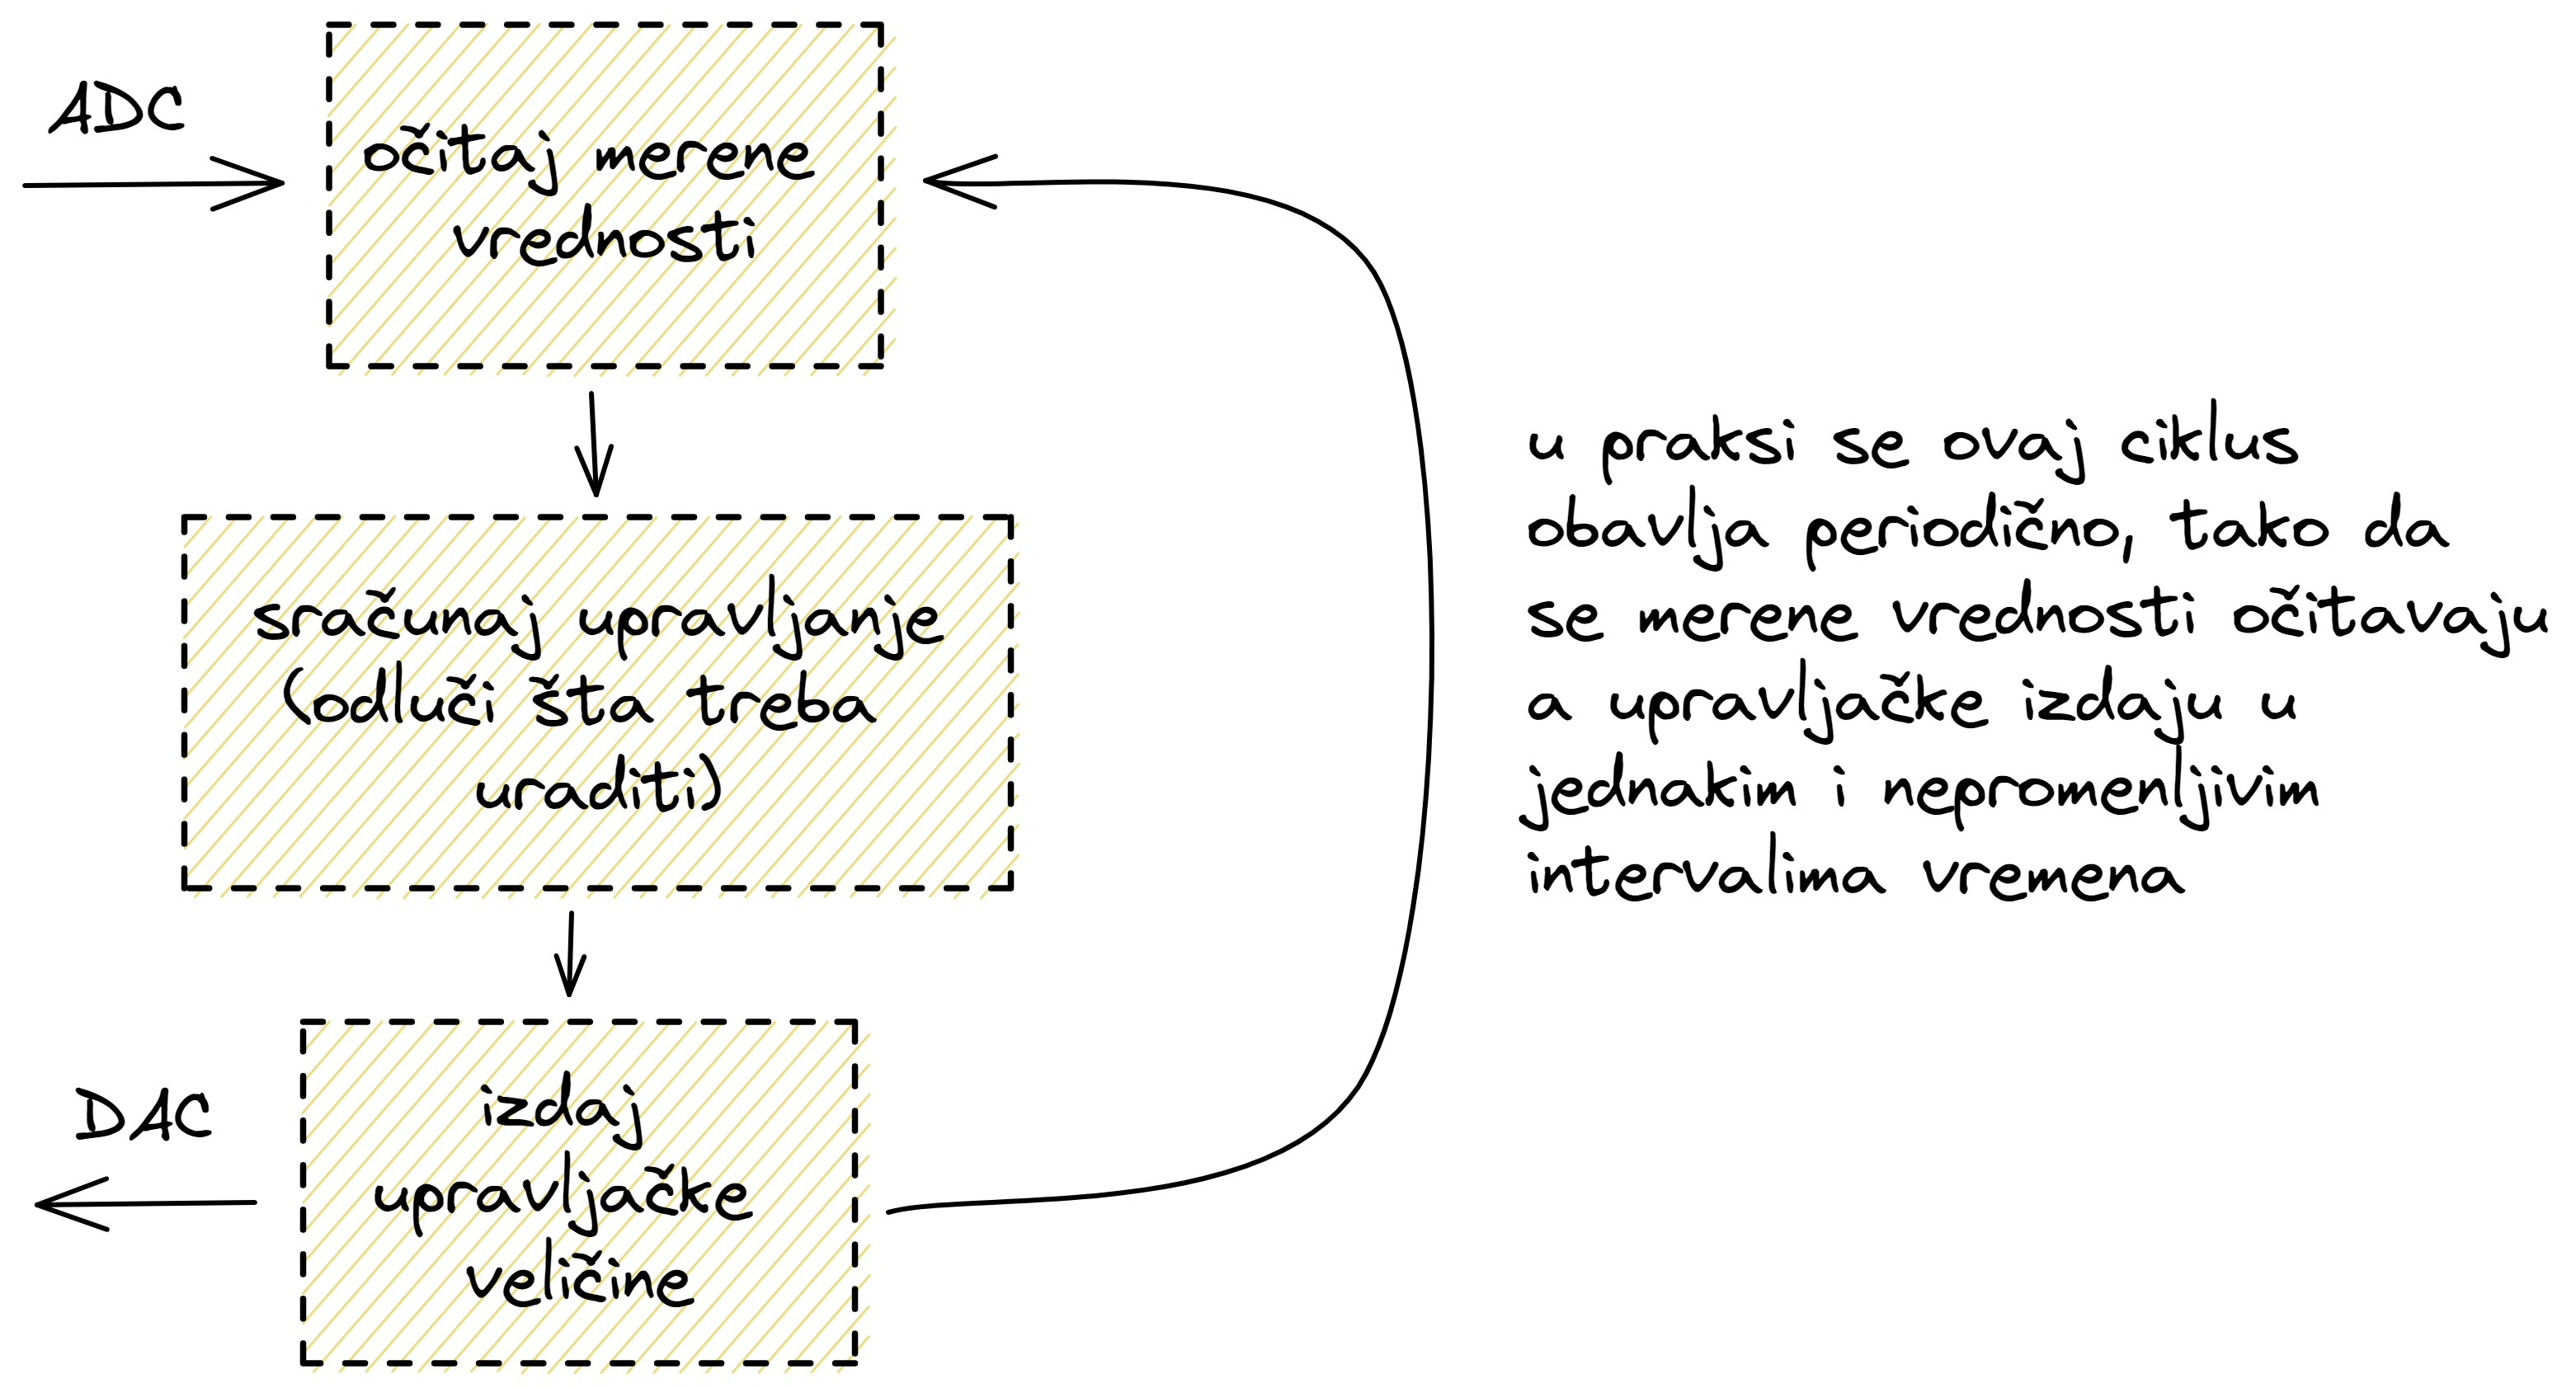 ADC
očitaj merene
vrednosti
sračunaj upravljanje
(odluči šta treba
uraditi)
DAC
izdaj
upravljačke
veličine
u praksi se ovaj ciklus
obavlja periodično, tako da
se merene vrednosti očitavaju
a upravljačke izdaju u
jednakim i nepromenljivim
intervalima vremena